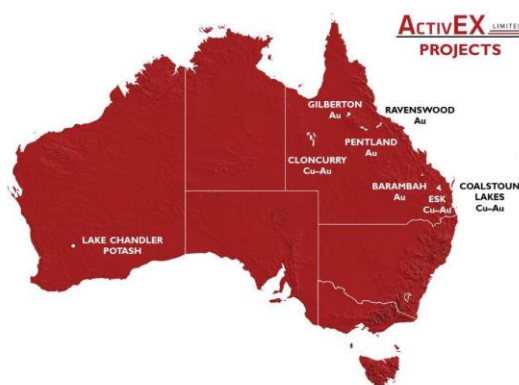 ACTIVEX LIMITED
PROJECTS
GILBERTON
Au
RAVENSWOOD
Au
PENTLAND
Au
CLONCURRY
Cu–Au
BARAMBAH
Au
ESK
Cu–Au
COALSTOUN
LAKES
Cu–Au
LAKE CHANDLER
POTASH